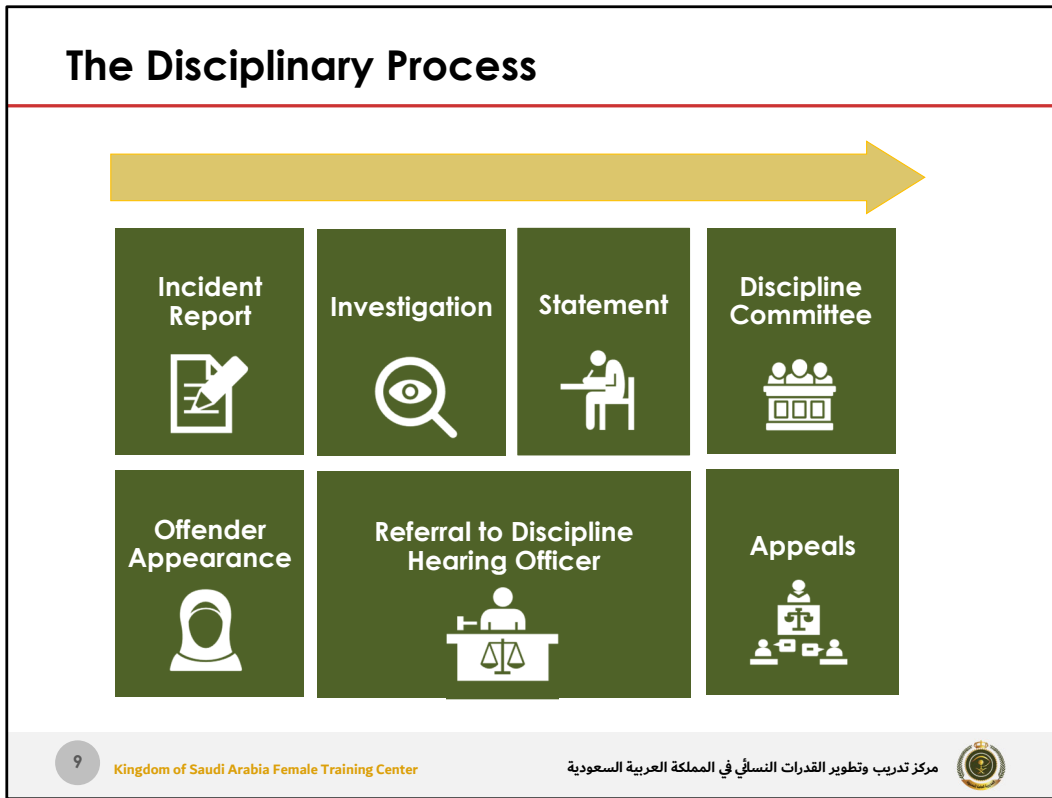 The Disciplinary Process
Incident
Report
Investigation
Statement
Discipline
Committee
Offender
Appearance
Referral to Discipline
Hearing Officer
Appeals
9
Kingdom of Saudi Arabia Female Training Center
مركز تدريب وتطوير القدرات النسائي في المملكة العربية السعودية